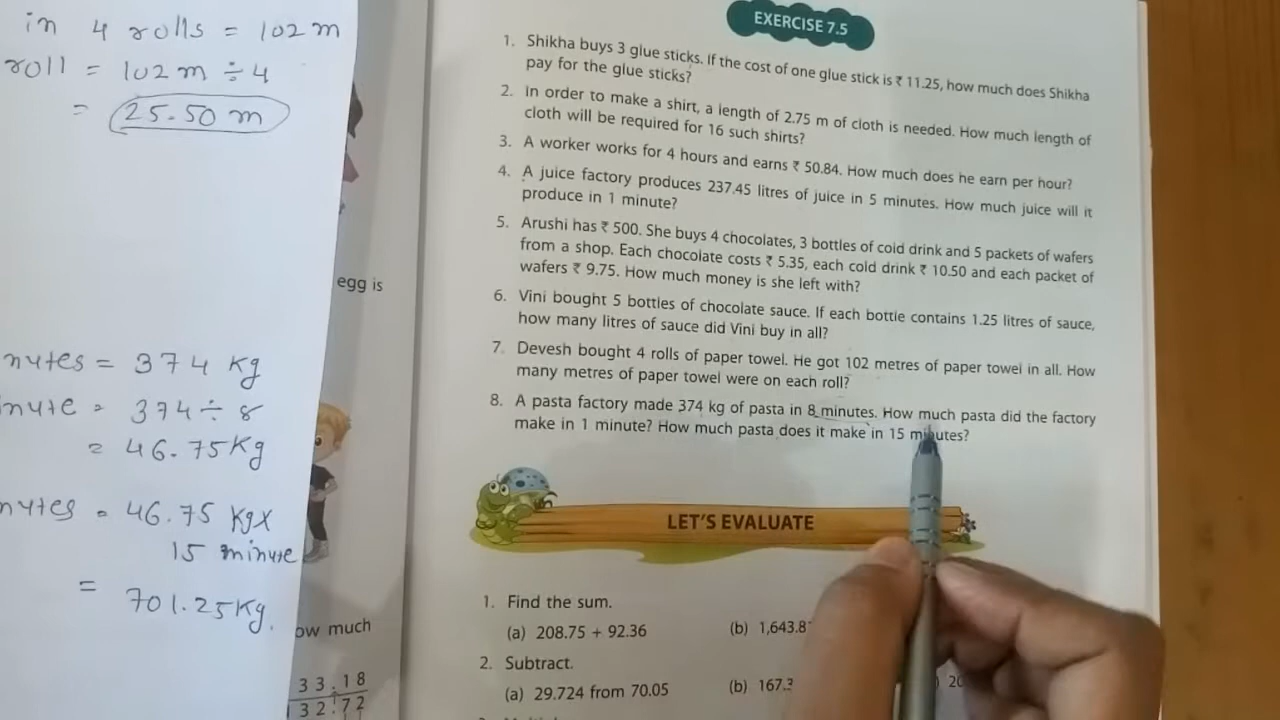 in 4 rolls = 102 m
roll = 102 m ÷ 4
= 25.50 m
egg is
nutes = 374 kg
nute = 374 ÷ 8
= 46.75 Kg
nutes = 46.75 Kg x
15 minute
= 701.25 Kg.
ow much
33.18
32.72
EXERCISE 7.5
1. Shikha buys 3 glue sticks. If the cost of one glue stick is ₹ 11.25, how much does Shikha
pay for the glue sticks?
2. In order to make a shirt, a length of 2.75 m of cloth is needed. How much length of
cloth will be required for 16 such shirts?
3. A worker works for 4 hours and earns ₹ 50.84. How much does he earn per hour?
4. A juice factory produces 237.45 litres of juice in 5 minutes. How much juice will it
produce in 1 minute?
5. Arushi has ₹ 500. She buys 4 chocolates, 3 bottles of cold drink and 5 packets of wafers
from a shop. Each chocolate costs ₹ 5.35, each cold drink ₹ 10.50 and each packet of
wafers ₹ 9.75. How much money is she left with?
6. Vini bought 5 bottles of chocolate sauce. If each bottle contains 1.25 litres of sauce,
how many litres of sauce did Vini buy in all?
7. Devesh bought 4 rolls of paper towel. He got 102 metres of paper towel in all. How
many metres of paper towel were on each roll?
8. A pasta factory made 374 kg of pasta in 8 minutes. How much pasta did the factory
make in 1 minute? How much pasta does it make in 15 minutes?
LET'S EVALUATE
1. Find the sum.
(a) 208.75 + 92.36 (b) 1,643.8
2. Subtract.
(a) 29.724 from 70.05 (b) 167.3 ) 20